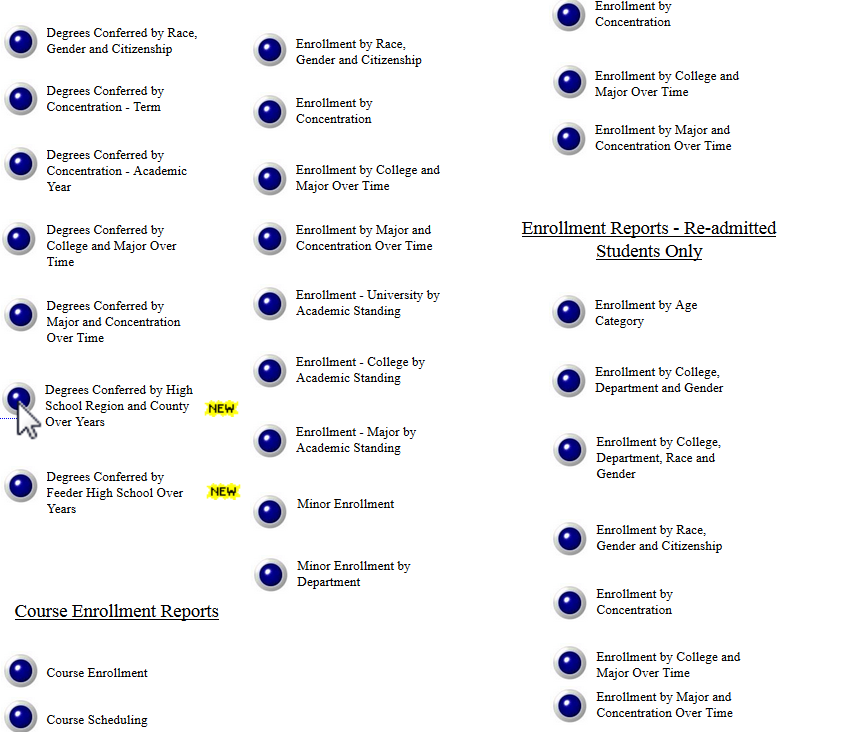 Degrees Conferred by Race,
Gender and Citizenship
Degrees Conferred by
Concentration - Term
Degrees Conferred by
Concentration - Academic
Year
Degrees Conferred by
College and Major Over
Time
Degrees Conferred by
Major and Concentration
Over Time
Degrees Conferred by High
School Region and County
Over Years
NEW
Degrees Conferred by
Feeder High School Over
Years
NEW
Course Enrollment Reports
Course Enrollment
Course Scheduling
Enrollment by Race,
Gender and Citizenship
Enrollment by
Concentration
Enrollment by College and
Major Over Time
Enrollment by Major and
Concentration Over Time
Enrollment - University by
Academic Standing
Enrollment - College by
Academic Standing
Enrollment - Major by
Academic Standing
Minor Enrollment
Minor Enrollment by
Department
Enrollment by
Concentration
Enrollment by College and
Major Over Time
Enrollment by Major and
Concentration Over Time
Enrollment Reports - Re-admitted
Students Only
Enrollment by Age
Category
Enrollment by College,
Department and Gender
Enrollment by College,
Department, Race and
Gender
Enrollment by Race,
Gender and Citizenship
Enrollment by
Concentration
Enrollment by College and
Major Over Time
Enrollment by Major and
Concentration Over Time